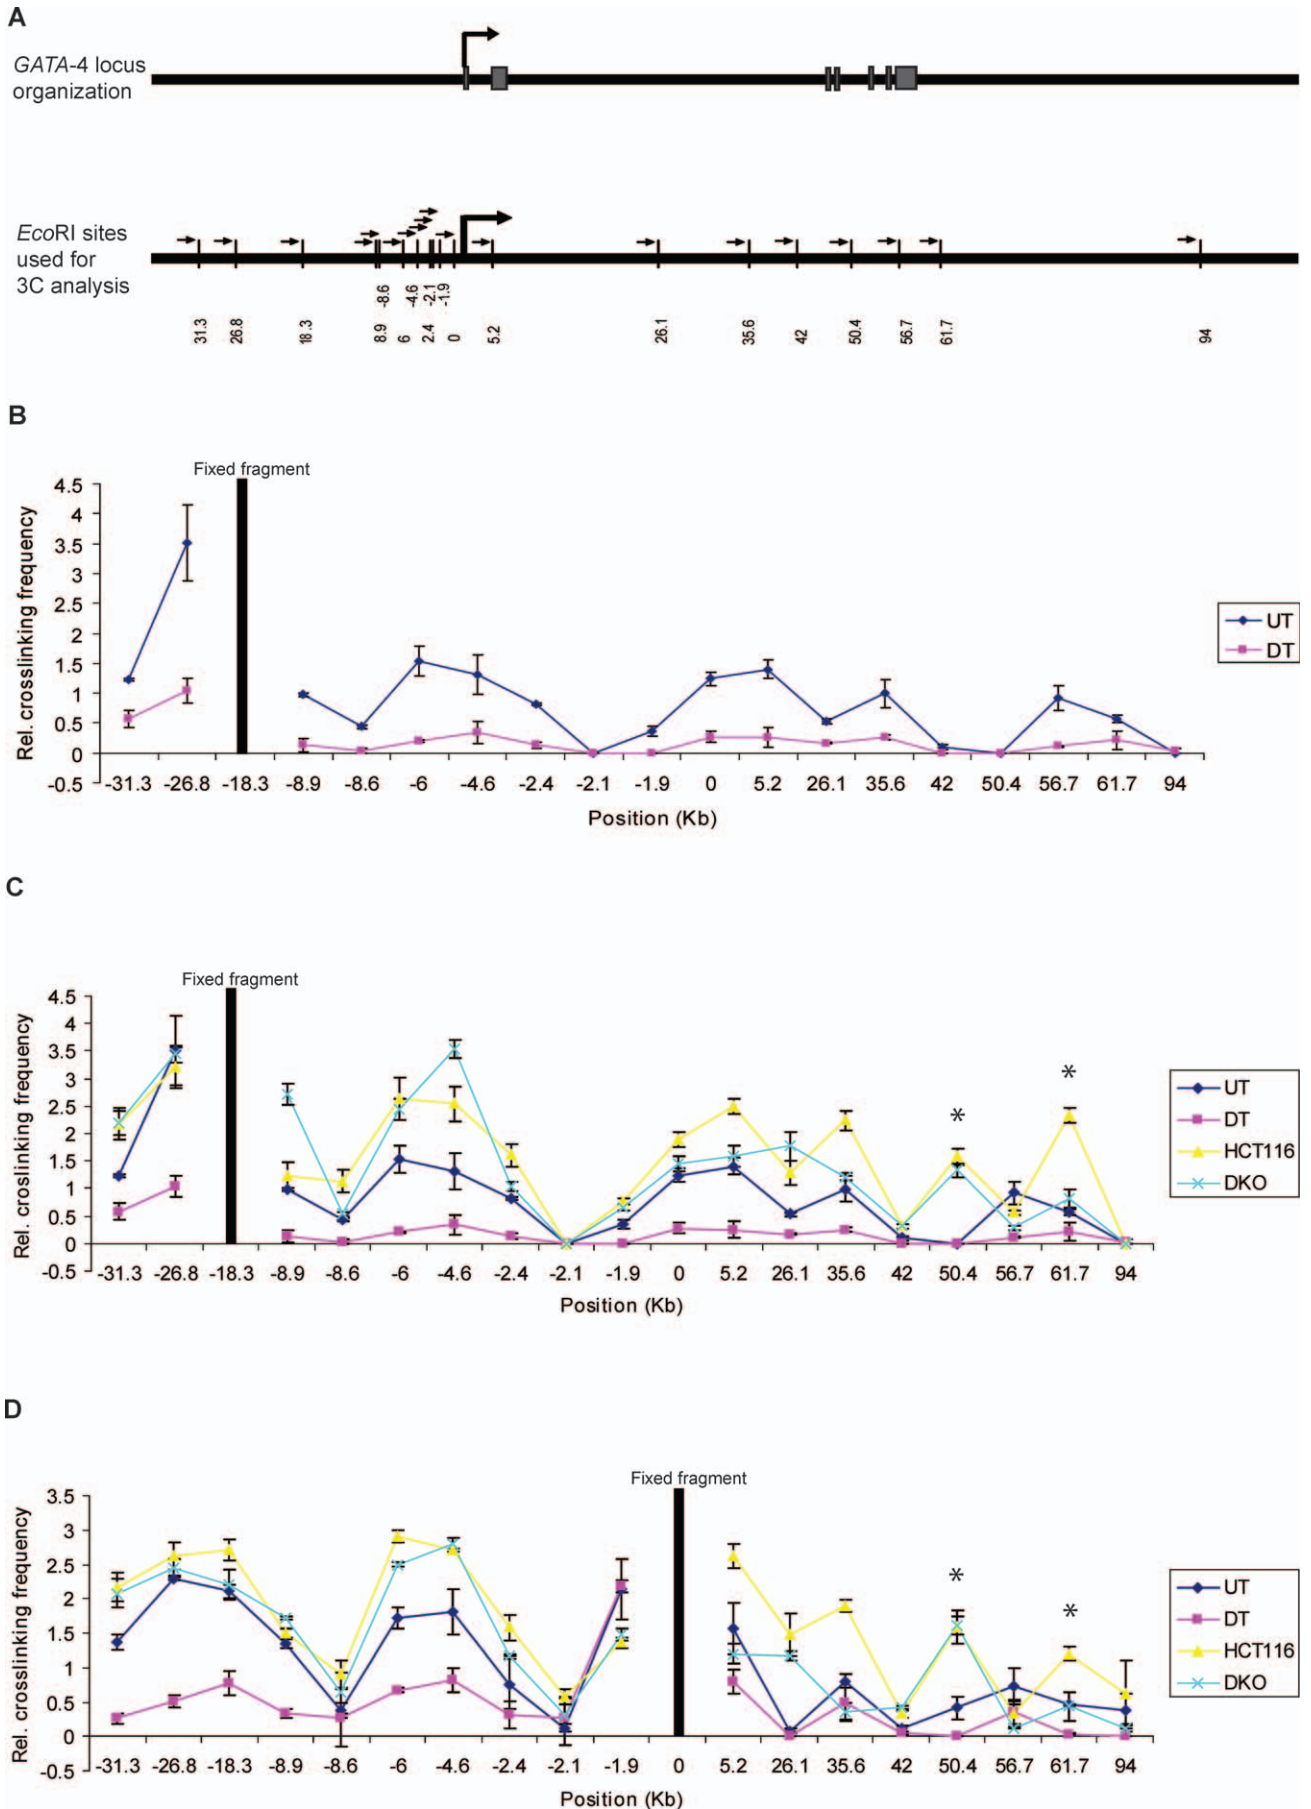 A
GATA-4 locus
organization
EcoRI sites
used for
3C analysis
-8.6
-4.6
-2.1
-1.9
31.3
26.8
18.3
8.9
6
2.4
0
5.2
26.1
35.6
42
50.4
56.7
61.7
94
B
Fixed fragment
Rel. crosslinking frequency
4.5
4
3.5
3
2.5
2
1.5
1
0.5
0
-0.5
-31.3 -26.8 -18.3 -8.9 -8.6 -6 -4.6 -2.4 -2.1 -1.9 0 5.2 26.1 35.6 42 50.4 56.7 61.7 94
Position (Kb)
UT
DT
C
Fixed fragment
Rel. croslinking frequency
4.5
4
3.5
3
2.5
2
1.5
1
0.5
0
-0.5
* *
-31.3 -26.8 -18.3 -8.9 -8.6 -6 -4.6 -2.4 -2.1 -1.9 0 5.2 26.1 35.6 42 50.4 56.7 61.7 94
Position (Kb)
UT
DT
HCT116
DKO
D
Fixed fragment
Rel. crosslinking frequency
3.5
3
2.5
2
1.5
1
0.5
0
-0.5
* *
-31.3 -26.8 -18.3 -8.9 -8.6 -6 -4.6 -2.4 -2.1 -1.9 0 5.2 26.1 35.6 42 50.4 56.7 61.7 94
Position (Kb)
UT
DT
HCT116
DKO